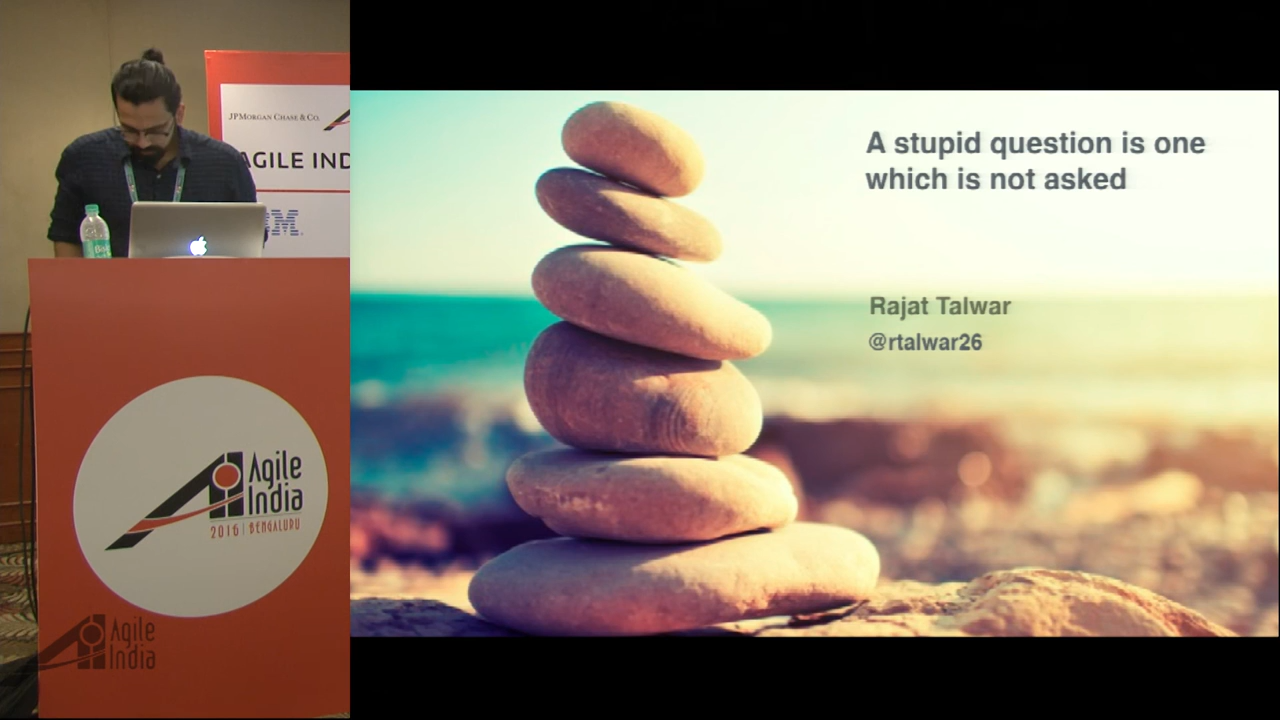 JPMORGAN CHASE & CO.
AGILE IND
Agile
India
2016 | BENGALURU
Agile
India
A stupid question is one
which is not asked
Rajat Talwar
@rtalwar26